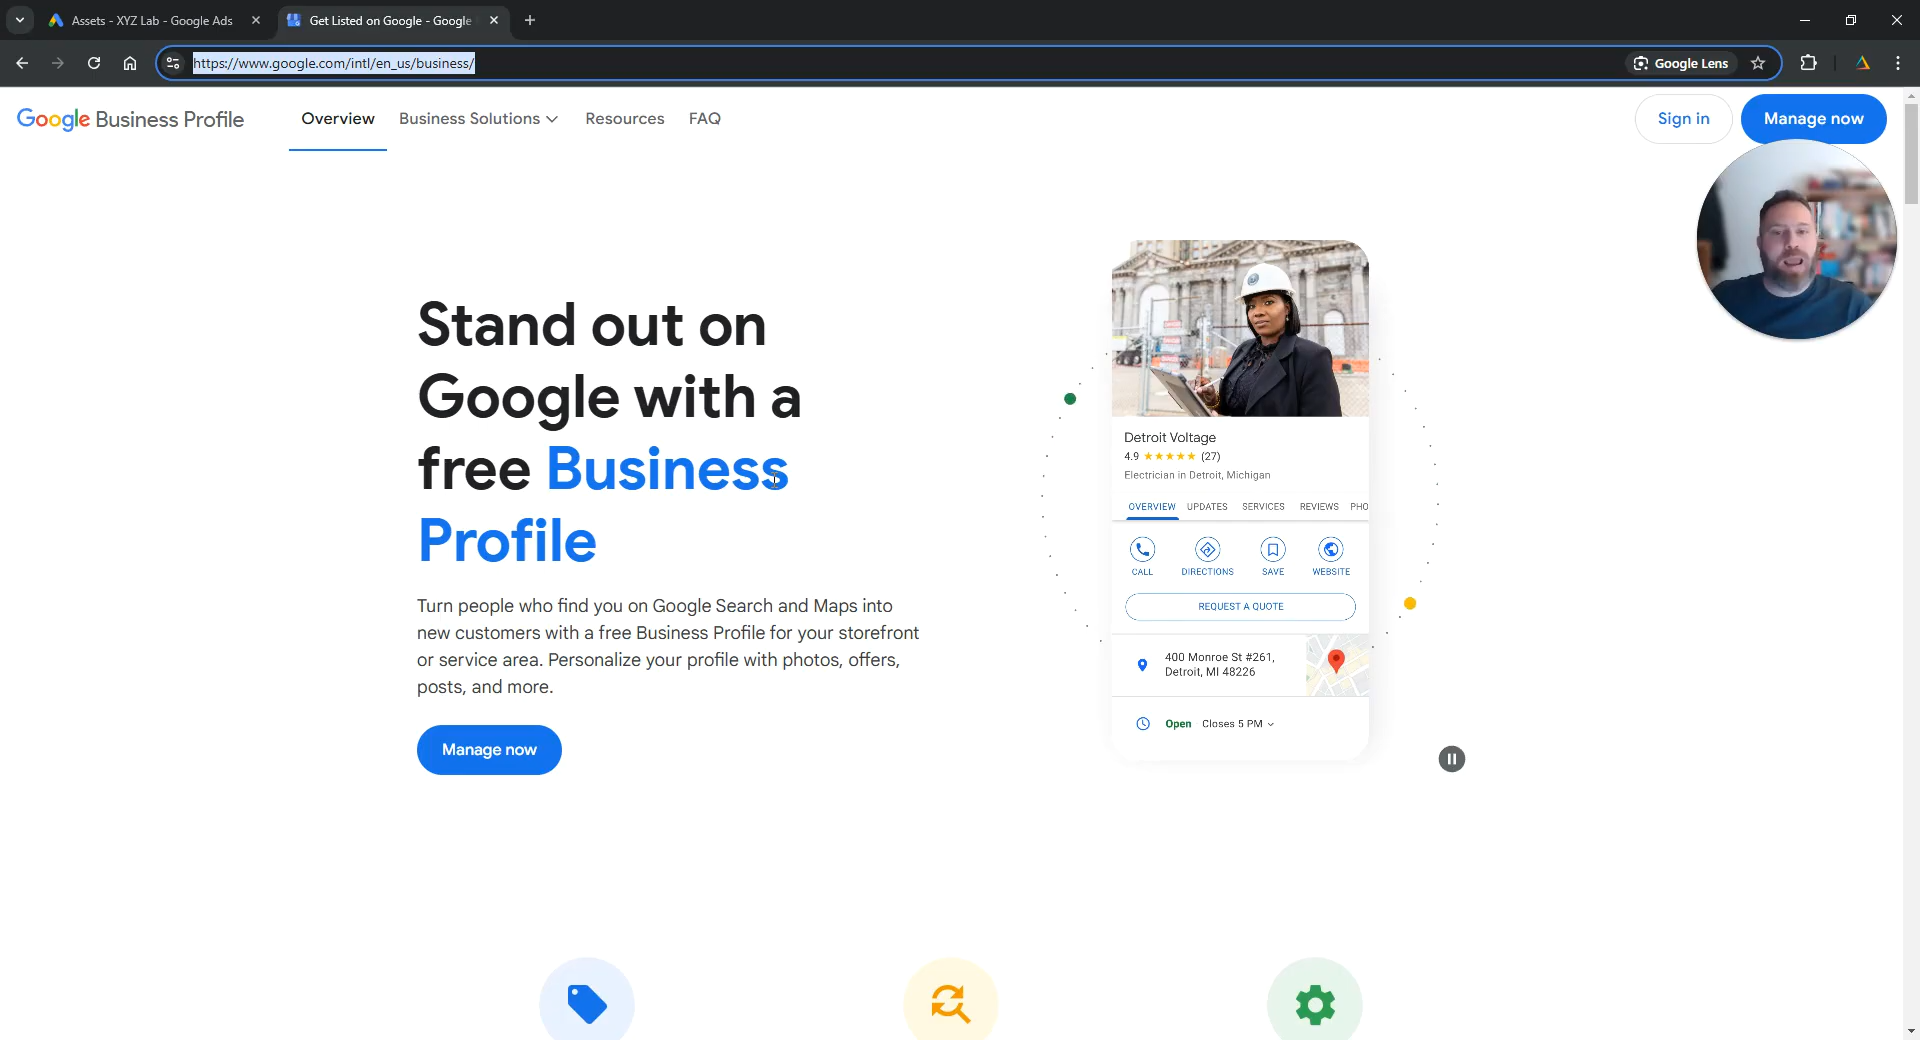 Assets - XYZ Lab - Google Ads
Get Listed on Google - Google
https://www.google.com/intl/en_us/business/
Google Lens
Google Business Profile
Overview
Business Solutions
Resources
FAQ
Sign in
Manage now
Stand out on
Google with a
free Business
Profile
Turn people who find you on Google Search and Maps into
new customers with a free Business Profile for your storefront
or service area. Personalize your profile with photos, offers,
posts, and more.
Manage now
Detroit Voltage
4.9 ★★★★★ (27)
Electrician in Detroit, Michigan
OVERVIEW UPDATES SERVICES REVIEWS PHO
CALL DIRECTIONS SAVE WEBSITE
REQUEST A QUOTE
400 Monroe St #261,
Detroit, MI 48226
Open Closes 5 PM